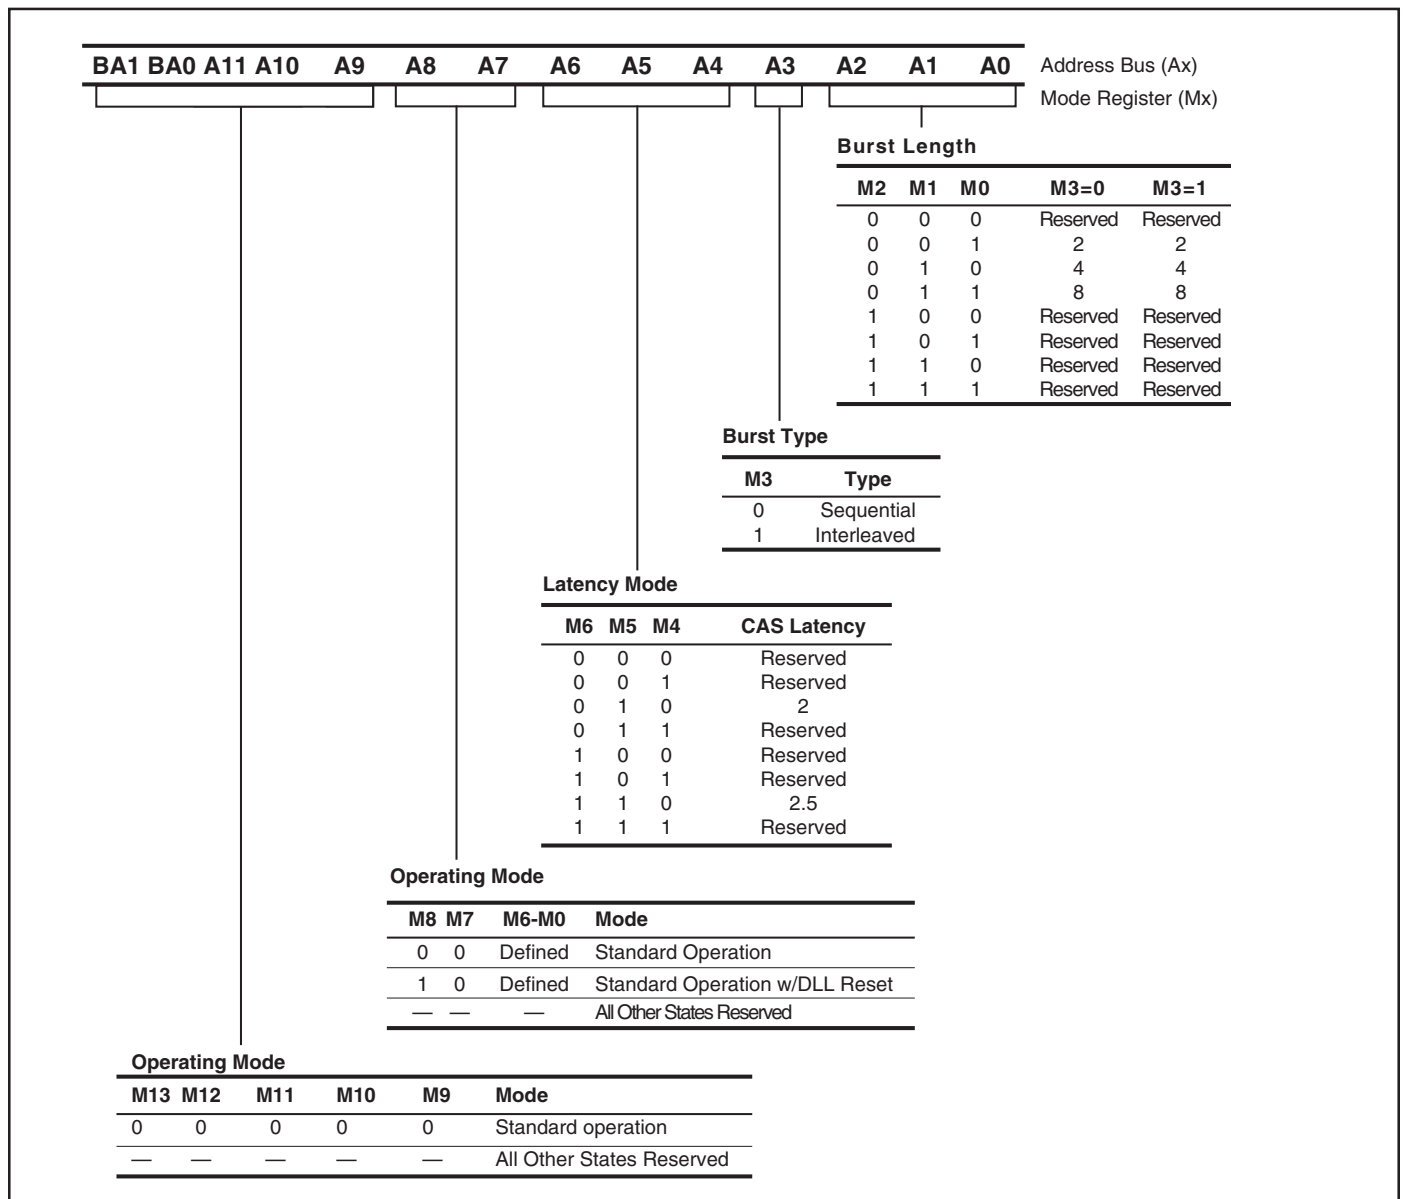 BA1 BA0 A11 A10 A9 A8 A7 A6 A5 A4 A3 A2 A1 A0 Address Bus (Ax)
Mode Register (Mx)
Burst Length
M2 M1 M0 M3=0 M3=1
0 0 0 Reserved Reserved
0 0 1 2 2
0 1 0 4 4
0 1 1 8 8
1 0 0 Reserved Reserved
1 0 1 Reserved Reserved
1 1 0 Reserved Reserved
1 1 1 Reserved Reserved
Burst Type
M3 Type
0 Sequential
1 Interleaved
Latency Mode
M6 M5 M4 CAS Latency
0 0 0 Reserved
0 0 1 Reserved
0 1 0 2
0 1 1 Reserved
1 0 0 Reserved
1 0 1 Reserved
1 1 0 2.5
1 1 1 Reserved
Operating Mode
M8 M7 M6-M0 Mode
0 0 Defined Standard Operation
1 0 Defined Standard Operation w/DLL Reset
— — — All Other States Reserved
Operating Mode
M13 M12 M11 M10 M9 Mode
0 0 0 0 0 Standard operation
— — — — — All Other States Reserved